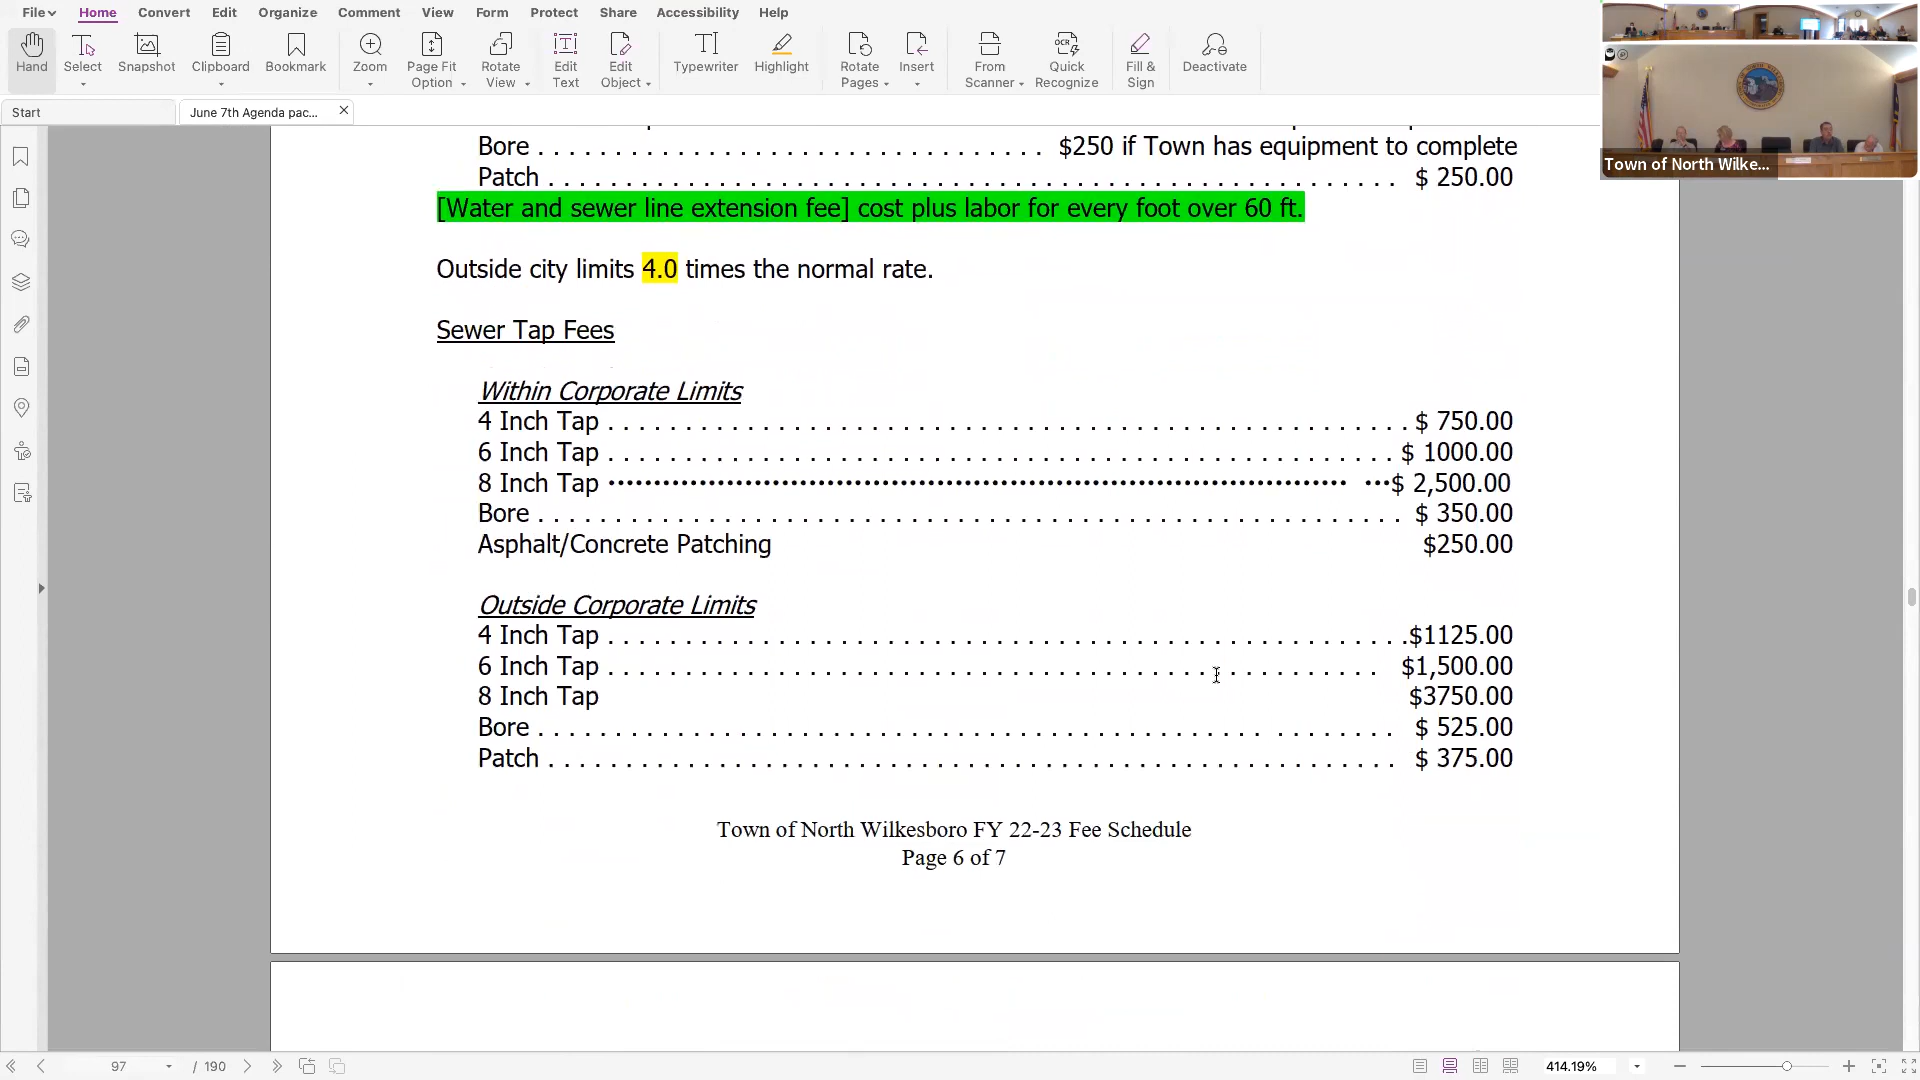 File Home Convert Edit Organize Comment View Form Protect Share Accessibility Help
Hand Select Snapshot Clipboard Bookmark Zoom Page Fit Option Rotate View Edit Text Edit Object Typewriter Highlight Rotate Pages Insert From Scanner OCR Quick Recognize Fill & Sign Deactivate
Start June 7th Agenda pac...
Town of North Wilke...
Bore . . . . . . . . . . . . . . . . . . . . . . . . . . . . . . . . . $250 if Town has equipment to complete
Patch . . . . . . . . . . . . . . . . . . . . . . . . . . . . . . . . . . . . . . . . . . . . . . . . . . . . . . . $ 250.00
[Water and sewer line extension fee] cost plus labor for every foot over 60 ft.
Outside city limits 4.0 times the normal rate.
Sewer Tap Fees
Within Corporate Limits
4 Inch Tap . . . . . . . . . . . . . . . . . . . . . . . . . . . . . . . . . . . . . . . . . . . . . . . . . . . . $ 750.00
6 Inch Tap . . . . . . . . . . . . . . . . . . . . . . . . . . . . . . . . . . . . . . . . . . . . . . . . . . . $ 1000.00
8 Inch Tap ........................................................................ ...$ 2,500.00
Bore . . . . . . . . . . . . . . . . . . . . . . . . . . . . . . . . . . . . . . . . . . . . . . . . . . . . . . . . $ 350.00
Asphalt/Concrete Patching $250.00
Outside Corporate Limits
4 Inch Tap . . . . . . . . . . . . . . . . . . . . . . . . . . . . . . . . . . . . . . . . . . . . . . . . . . . .$1125.00
6 Inch Tap . . . . . . . . . . . . . . . . . . . . . . . . . . . . . . . . . . . . . . . . . . . . . . . . . . $1,500.00
8 Inch Tap $3750.00
Bore . . . . . . . . . . . . . . . . . . . . . . . . . . . . . . . . . . . . . . . . . . . . . . . . . . . . . . . $ 525.00
Patch . . . . . . . . . . . . . . . . . . . . . . . . . . . . . . . . . . . . . . . . . . . . . . . . . . . . . . . $ 375.00
Town of North Wilkesboro FY 22-23 Fee Schedule
Page 6 of 7
97 / 190 414.19%